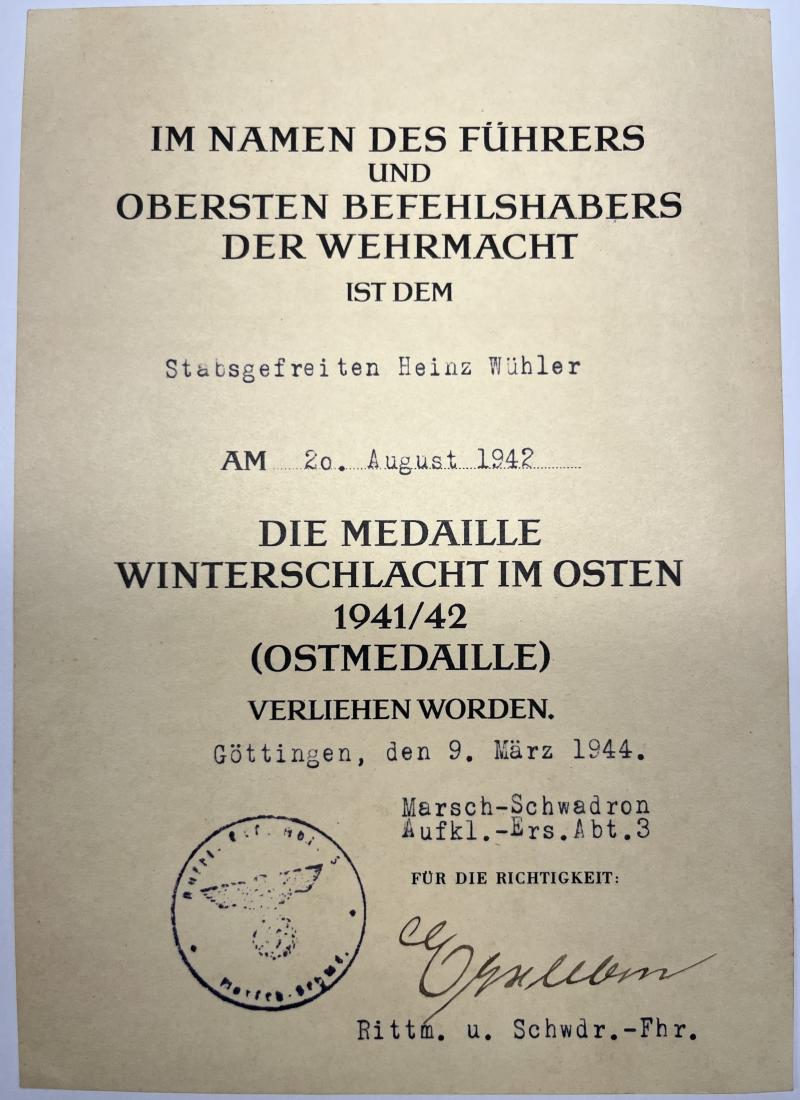 IM NAMEN DES FÜHRERS
UND
OBERSTEN BEFEHLSHABERS
DER WEHRMACHT
IST DEM
Stabsgefreiten Heinz Wühler
AM 2o. August 1942
DIE MEDAILLE
WINTERSCHLACHT IM OSTEN
1941/42
(OSTMEDAILLE)
VERLIEHEN WORDEN.
Göttingen, den 9. März 1944.
Marsch-Schwadron
Aufkl.-Ers.Abt.3
FÜR DIE RICHTIGKEIT:
Rittm. u. Schwdr.-Fhr.